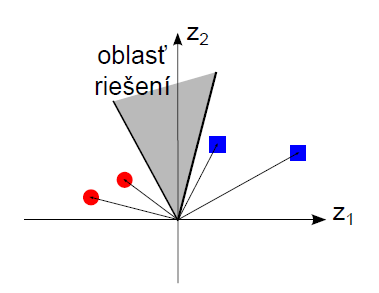 z2
oblasť
riešení
z1